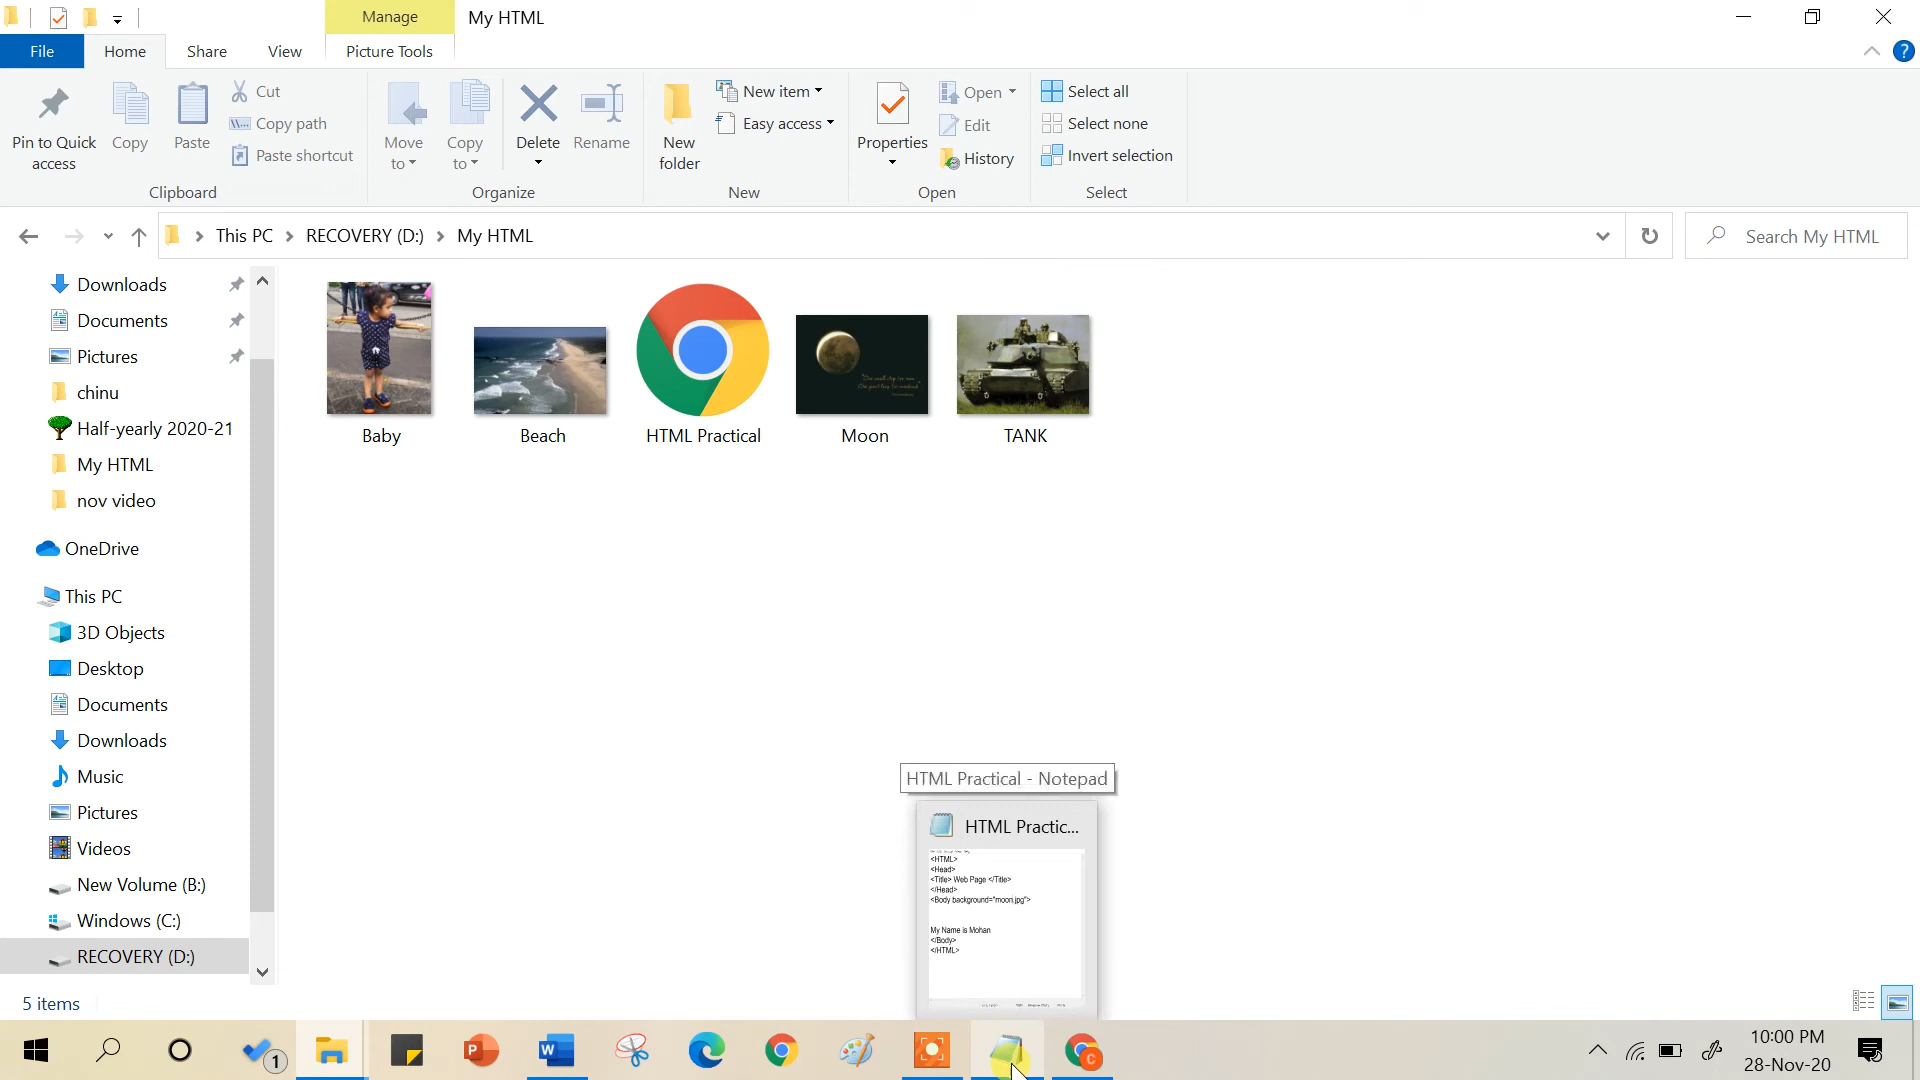 Manage
My HTML
File
Home
Share
View
Picture Tools
Pin to Quick access
Copy
Paste
Cut
Copy path
Paste shortcut
Clipboard
Move to
Copy to
Delete
Rename
Organize
New folder
New item
Easy access
New
Properties
Open
Edit
History
Open
Select all
Select none
Invert selection
Select
This PC
RECOVERY (D:)
My HTML
Search My HTML
Downloads
Documents
Pictures
chinu
Half-yearly 2020-21
My HTML
nov video
OneDrive
This PC
3D Objects
Desktop
Documents
Downloads
Music
Pictures
Videos
New Volume (B:)
Windows (C:)
RECOVERY (D:)
Baby
Beach
HTML Practical
Moon
TANK
HTML Practical - Notepad
HTML Practic...
<HTML>
<Head>
<Title> Web Page </Title>
</Head>
<Body background="moon.jpg">
My Name is Mohan
</Body>
</HTML>
5 items
1
10:00 PM
28-Nov-20